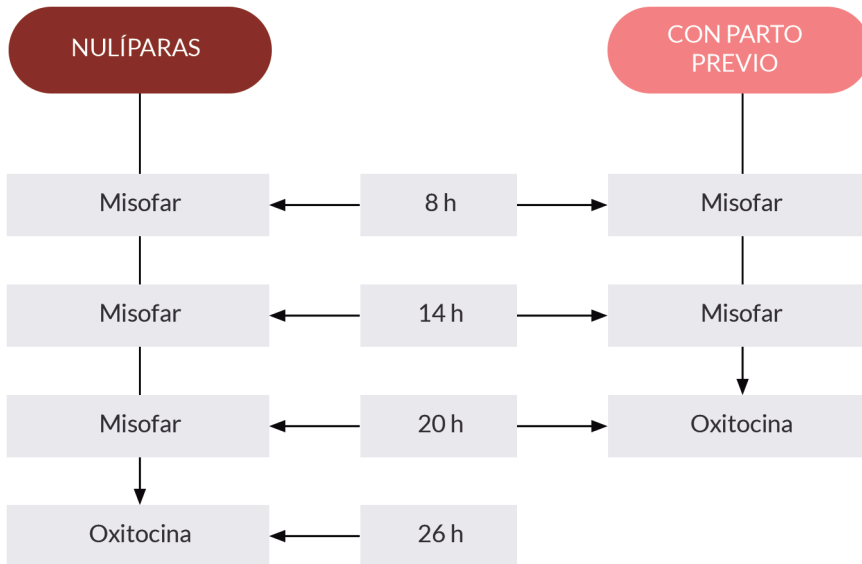 NULÍPARAS
CON PARTO
PREVIO
Misofar
8 h
Misofar
Misofar
14 h
Misofar
Misofar
20 h
Oxitocina
Oxitocina
26 h